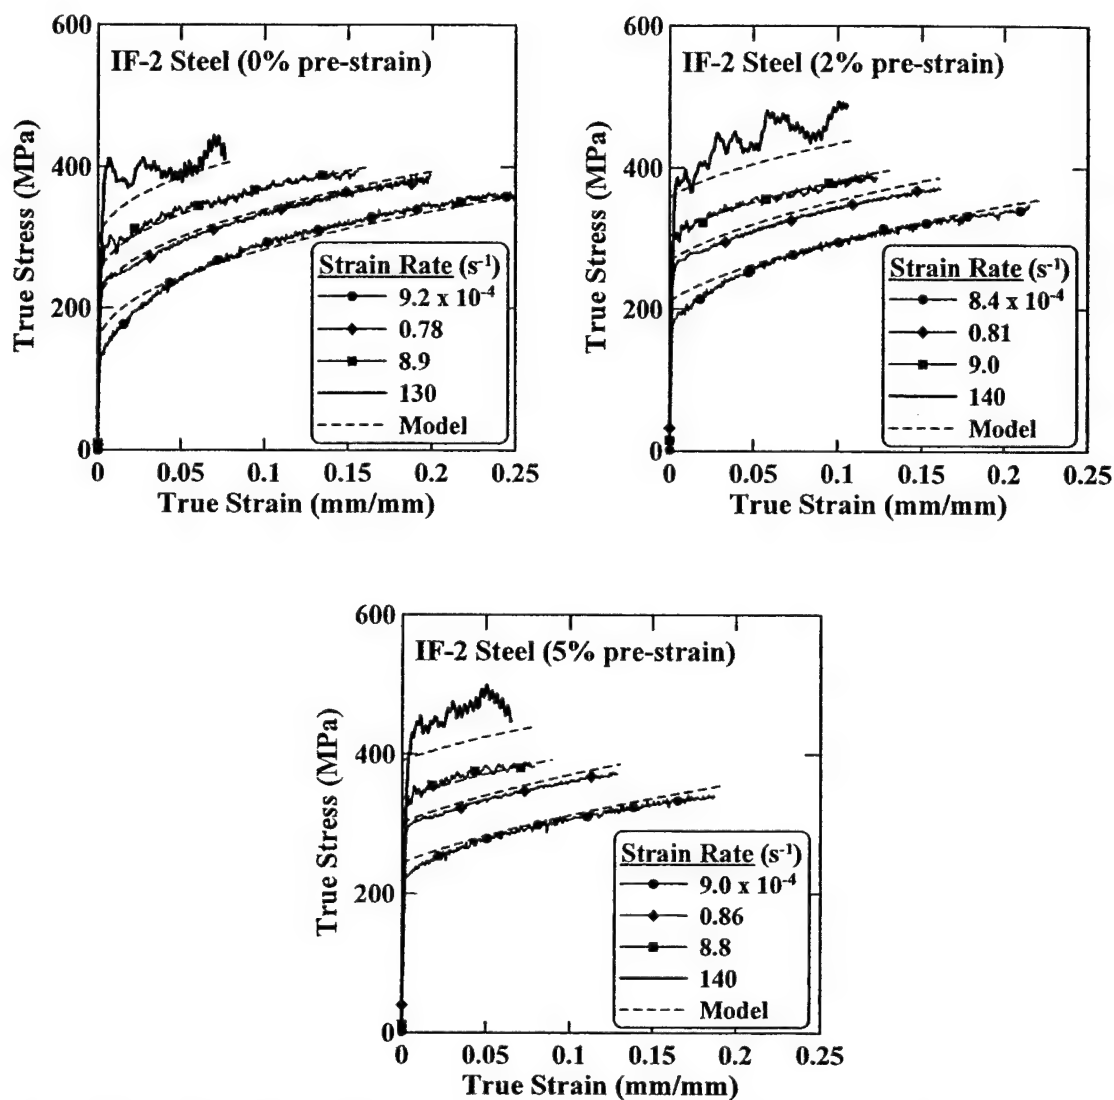 600
IF-2 Steel (0% pre-strain)
400
200
0
True Stress (MPa)
Strain Rate (s⁻¹)
9.2 x 10⁻⁴
0.78
8.9
130
Model
0 0.05 0.1 0.15 0.2 0.25
True Strain (mm/mm)
600
IF-2 Steel (2% pre-strain)
400
200
0
True Stress (MPa)
Strain Rate (s⁻¹)
8.4 x 10⁻⁴
0.81
9.0
140
Model
0 0.05 0.1 0.15 0.2 0.25
True Strain (mm/mm)
600
IF-2 Steel (5% pre-strain)
400
200
0
True Stress (MPa)
Strain Rate (s⁻¹)
9.0 x 10⁻⁴
0.86
8.8
140
Model
0 0.05 0.1 0.15 0.2 0.25
True Strain (mm/mm)